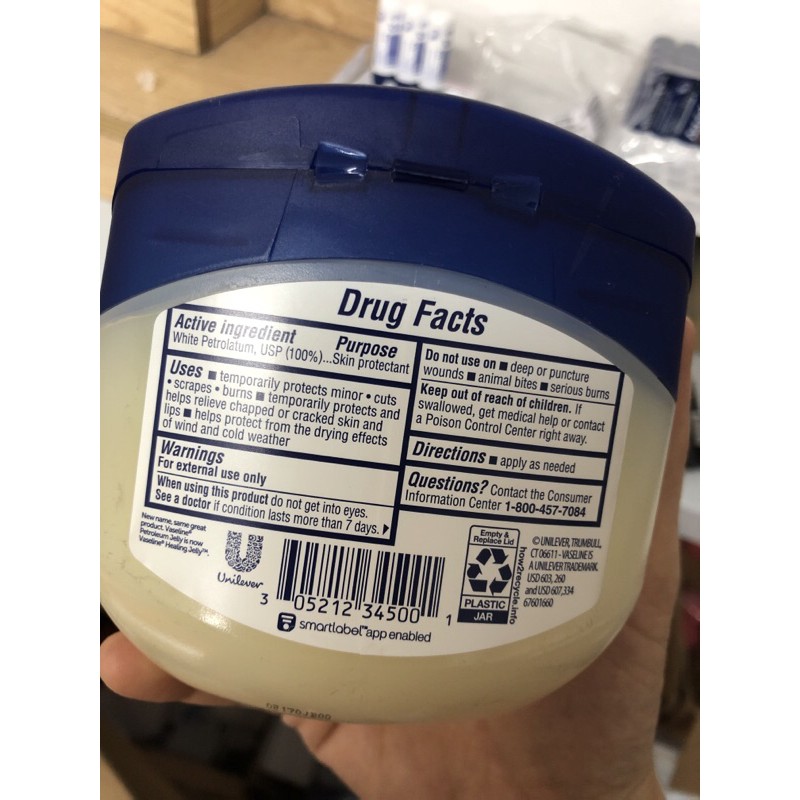 Drug Facts
Active ingredient
Purpose
White Petrolatum, USP (100%)...Skin protectant
Uses ■ temporarily protects minor • cuts
• scrapes • burns ■ temporarily protects and
helps relieve chapped or cracked skin and
lips ■ helps protect from the drying effects
of wind and cold weather
Warnings
For external use only
When using this product do not get into eyes.
See a doctor if condition lasts more than 7 days.
Do not use on ■ deep or puncture
wounds ■ animal bites ■ serious burns
Keep out of reach of children. If
swallowed, get medical help or contact
a Poison Control Center right away.
Directions ■ apply as needed
Questions? Contact the Consumer
Information Center 1-800-457-7084
New name, same great
product. Vaseline®
Petroleum Jelly is now
Vaseline® Healing Jelly™.
Unilever
3 05212 34500 1
smartlabel™ app enabled
Empty &
Replace Lid
PLASTIC
JAR
how2recycle.info
© UNILEVER, TRUMBULL,
CT 06611 - VASELINE IS
A UNILEVER TRADEMARK.
USD 603, 260
and USD 607,334
67601660